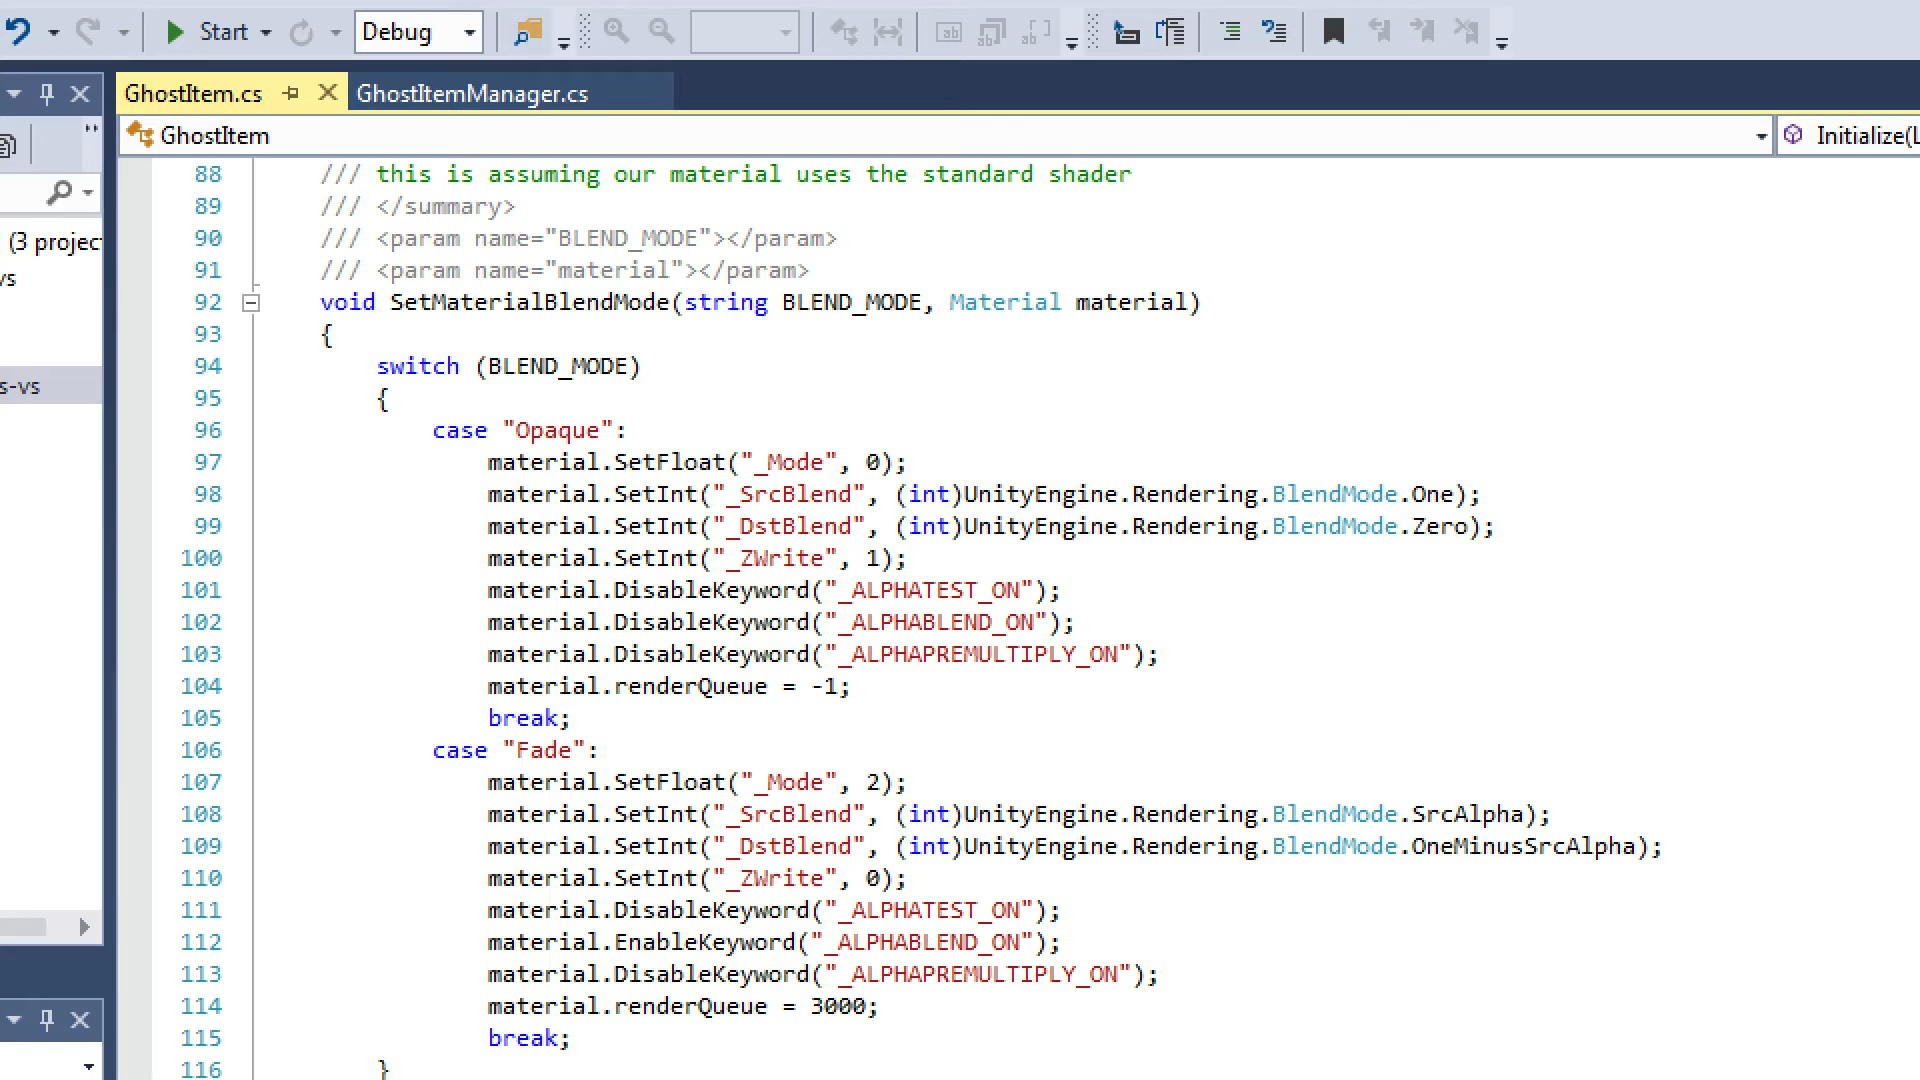 Start Debug
GhostItem.cs GhostItemManager.cs
GhostItem Initialize(
(3 projec
vs
s-vs
88 /// this is assuming our material uses the standard shader
89 /// </summary>
90 /// <param name="BLEND_MODE"></param>
91 /// <param name="material"></param>
92 void SetMaterialBlendMode(string BLEND_MODE, Material material)
93 {
94 switch (BLEND_MODE)
95 {
96 case "Opaque":
97 material.SetFloat("_Mode", 0);
98 material.SetInt("_SrcBlend", (int)UnityEngine.Rendering.BlendMode.One);
99 material.SetInt("_DstBlend", (int)UnityEngine.Rendering.BlendMode.Zero);
100 material.SetInt("_ZWrite", 1);
101 material.DisableKeyword("_ALPHATEST_ON");
102 material.DisableKeyword("_ALPHABLEND_ON");
103 material.DisableKeyword("_ALPHAPREMULTIPLY_ON");
104 material.renderQueue = -1;
105 break;
106 case "Fade":
107 material.SetFloat("_Mode", 2);
108 material.SetInt("_SrcBlend", (int)UnityEngine.Rendering.BlendMode.SrcAlpha);
109 material.SetInt("_DstBlend", (int)UnityEngine.Rendering.BlendMode.OneMinusSrcAlpha);
110 material.SetInt("_ZWrite", 0);
111 material.DisableKeyword("_ALPHATEST_ON");
112 material.EnableKeyword("_ALPHABLEND_ON");
113 material.DisableKeyword("_ALPHAPREMULTIPLY_ON");
114 material.renderQueue = 3000;
115 break;
116 }